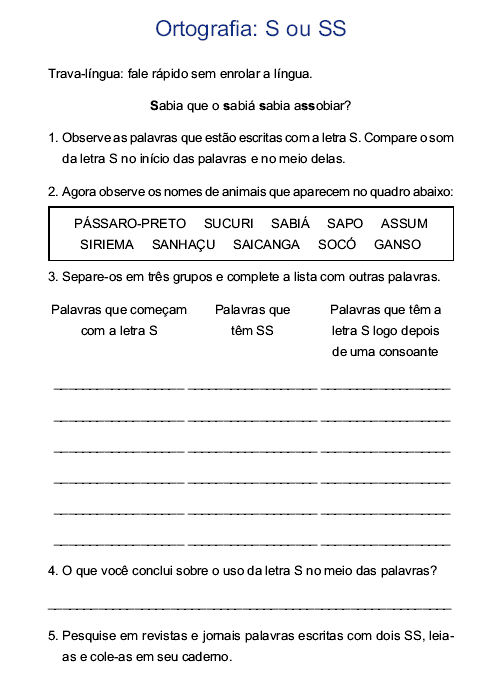 Ortografia: S ou SS
Trava-língua: fale rápido sem enrolar a língua.
Sabia que o sabiá sabia assobiar?
1. Observe as palavras que estão escritas com a letra S. Compare o som
da letra S no início das palavras e no meio delas.
2. Agora observe os nomes de animais que aparecem no quadro abaixo:
PÁSSARO-PRETO SUCURI SABIÁ SAPO ASSUM
SIRIEMA SANHAÇU SAICANGA SOCÓ GANSO
3. Separe-os em três grupos e complete a lista com outras palavras.
Palavras que começam
com a letra S
Palavras que
têm SS
Palavras que têm a
letra S logo depois
de uma consoante
4. O que você conclui sobre o uso da letra S no meio das palavras?
5. Pesquise em revistas e jornais palavras escritas com dois SS, leia-
as e cole-as em seu caderno.